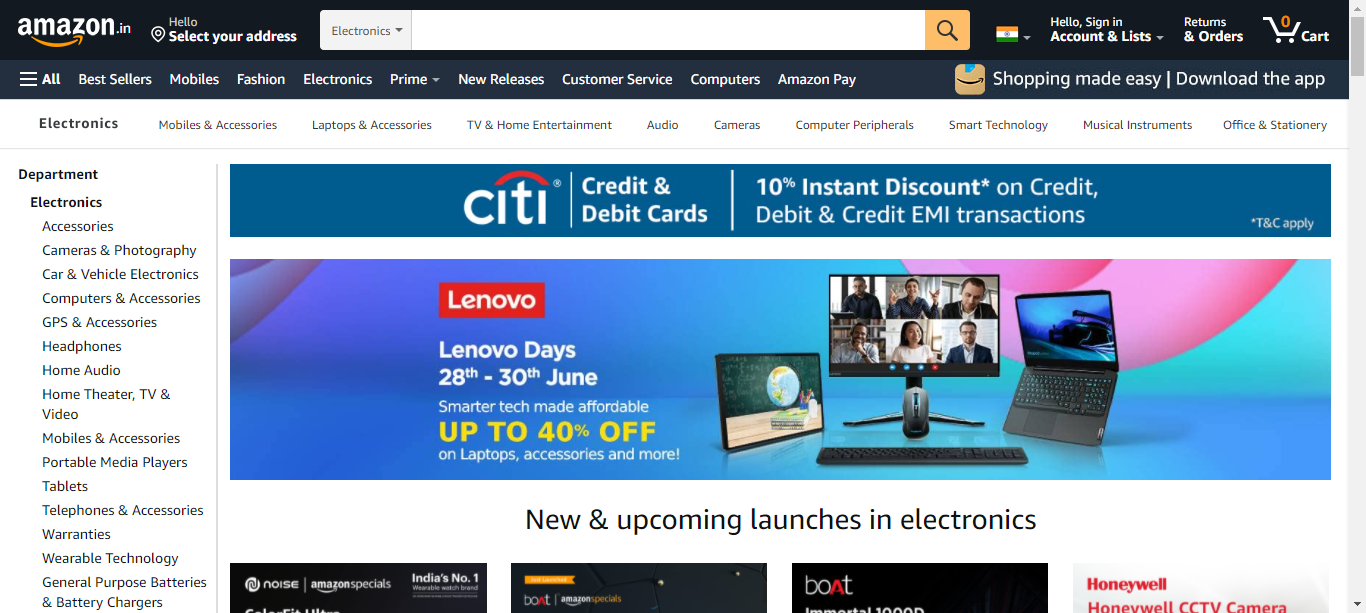 amazon.in
Hello
Select your address
Electronics
Hello, Sign in
Account & Lists
Returns
& Orders
0
Cart
All
Best Sellers
Mobiles
Fashion
Electronics
Prime
New Releases
Customer Service
Computers
Amazon Pay
Shopping made easy | Download the app
Electronics
Mobiles & Accessories
Laptops & Accessories
TV & Home Entertainment
Audio
Cameras
Computer Peripherals
Smart Technology
Musical Instruments
Office & Stationery
Department
Electronics
Accessories
Cameras & Photography
Car & Vehicle Electronics
Computers & Accessories
GPS & Accessories
Headphones
Home Audio
Home Theater, TV &
Video
Mobiles & Accessories
Portable Media Players
Tablets
Telephones & Accessories
Warranties
Wearable Technology
General Purpose Batteries
& Battery Chargers
citi®
Credit &
Debit Cards
10% Instant Discount* on Credit,
Debit & Credit EMI transactions
*T&C apply
Lenovo
Lenovo Days
28th - 30th June
Smarter tech made affordable
UP TO 40% OFF
on Laptops, accessories and more!
New & upcoming launches in electronics
NOISE | amazonspecials
India's No. 1
Wearable watch brand
ColorFit Ultra
Just Launched
boAt | amazonspecials
boAt
Immortal 1000D
Honeywell
Honeywell CCTV Camera